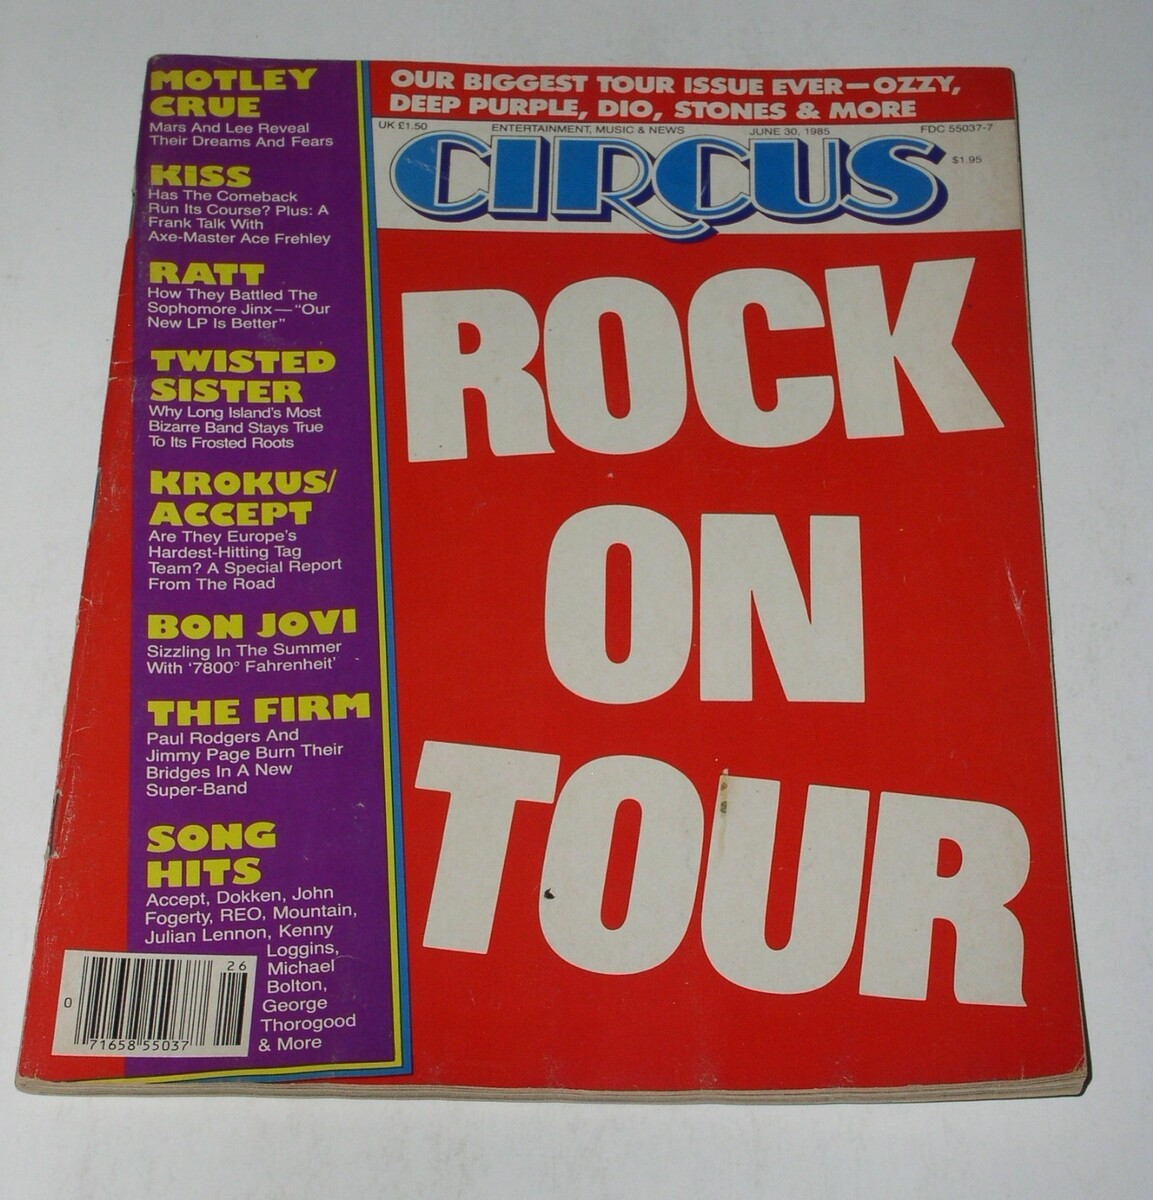 OUR BIGGEST TOUR ISSUE EVER—OZZY,
DEEP PURPLE, DIO, STONES & MORE
UK £1.50 ENTERTAINMENT, MUSIC & NEWS JUNE 30, 1985 FDC 55037-7
CIRCUS
$1.95
MOTLEY
CRUE
Mars And Lee Reveal
Their Dreams And Fears
KISS
Has The Comeback
Run Its Course? Plus: A
Frank Talk With
Axe-Master Ace Frehley
RATT
How They Battled The
Sophomore Jinx—"Our
New LP Is Better"
TWISTED
SISTER
Why Long Island's Most
Bizarre Band Stays True
To Its Frosted Roots
KROKUS/
ACCEPT
Are They Europe's
Hardest-Hitting Tag
Team? A Special Report
From The Road
BON JOVI
Sizzling In The Summer
With '7800° Fahrenheit'
THE FIRM
Paul Rodgers And
Jimmy Page Burn Their
Bridges In A New
Super-Band
SONG
HITS
Accept, Dokken, John
Fogerty, REO, Mountain,
Julian Lennon, Kenny
Loggins,
Michael
Bolton,
George
Thorogood
& More
26
0
71658 55037
ROCK
ON
TOUR